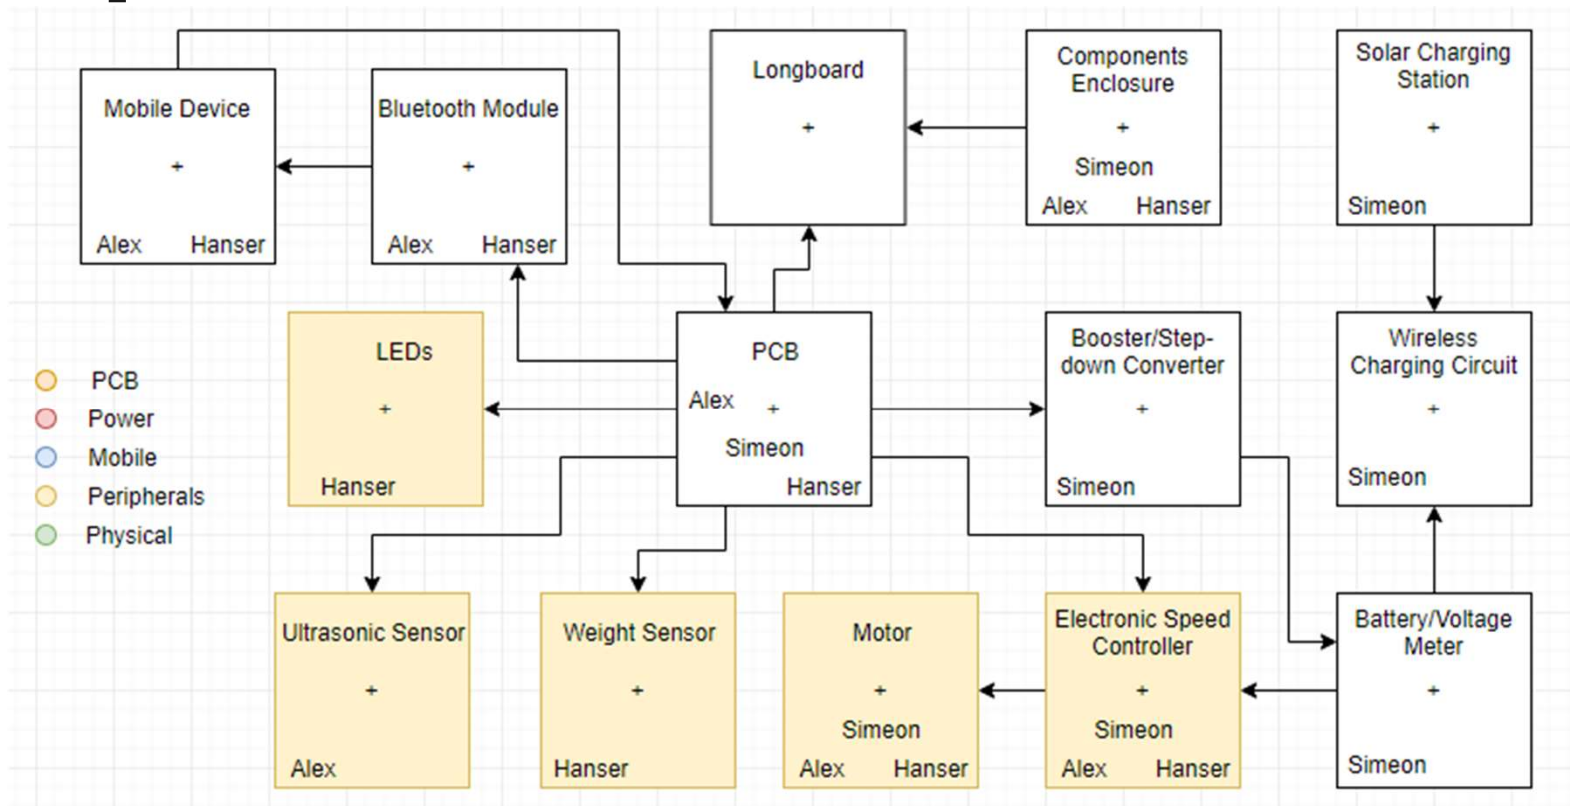 Mobile Device
+
Alex Hanser
Bluetooth Module
+
Alex Hanser
Longboard
+
Components
Enclosure
+
Simeon
Alex Hanser
Solar Charging
Station
+
Simeon
PCB
Power
Mobile
Peripherals
Physical
LEDs
+
Hanser
PCB
Alex +
Simeon
Hanser
Booster/Step-
down Converter
+
Simeon
Wireless
Charging Circuit
+
Simeon
Ultrasonic Sensor
+
Alex
Weight Sensor
+
Hanser
Motor
+
Simeon
Alex Hanser
Electronic Speed
Controller
+
Simeon
Alex Hanser
Battery/Voltage
Meter
+
Simeon